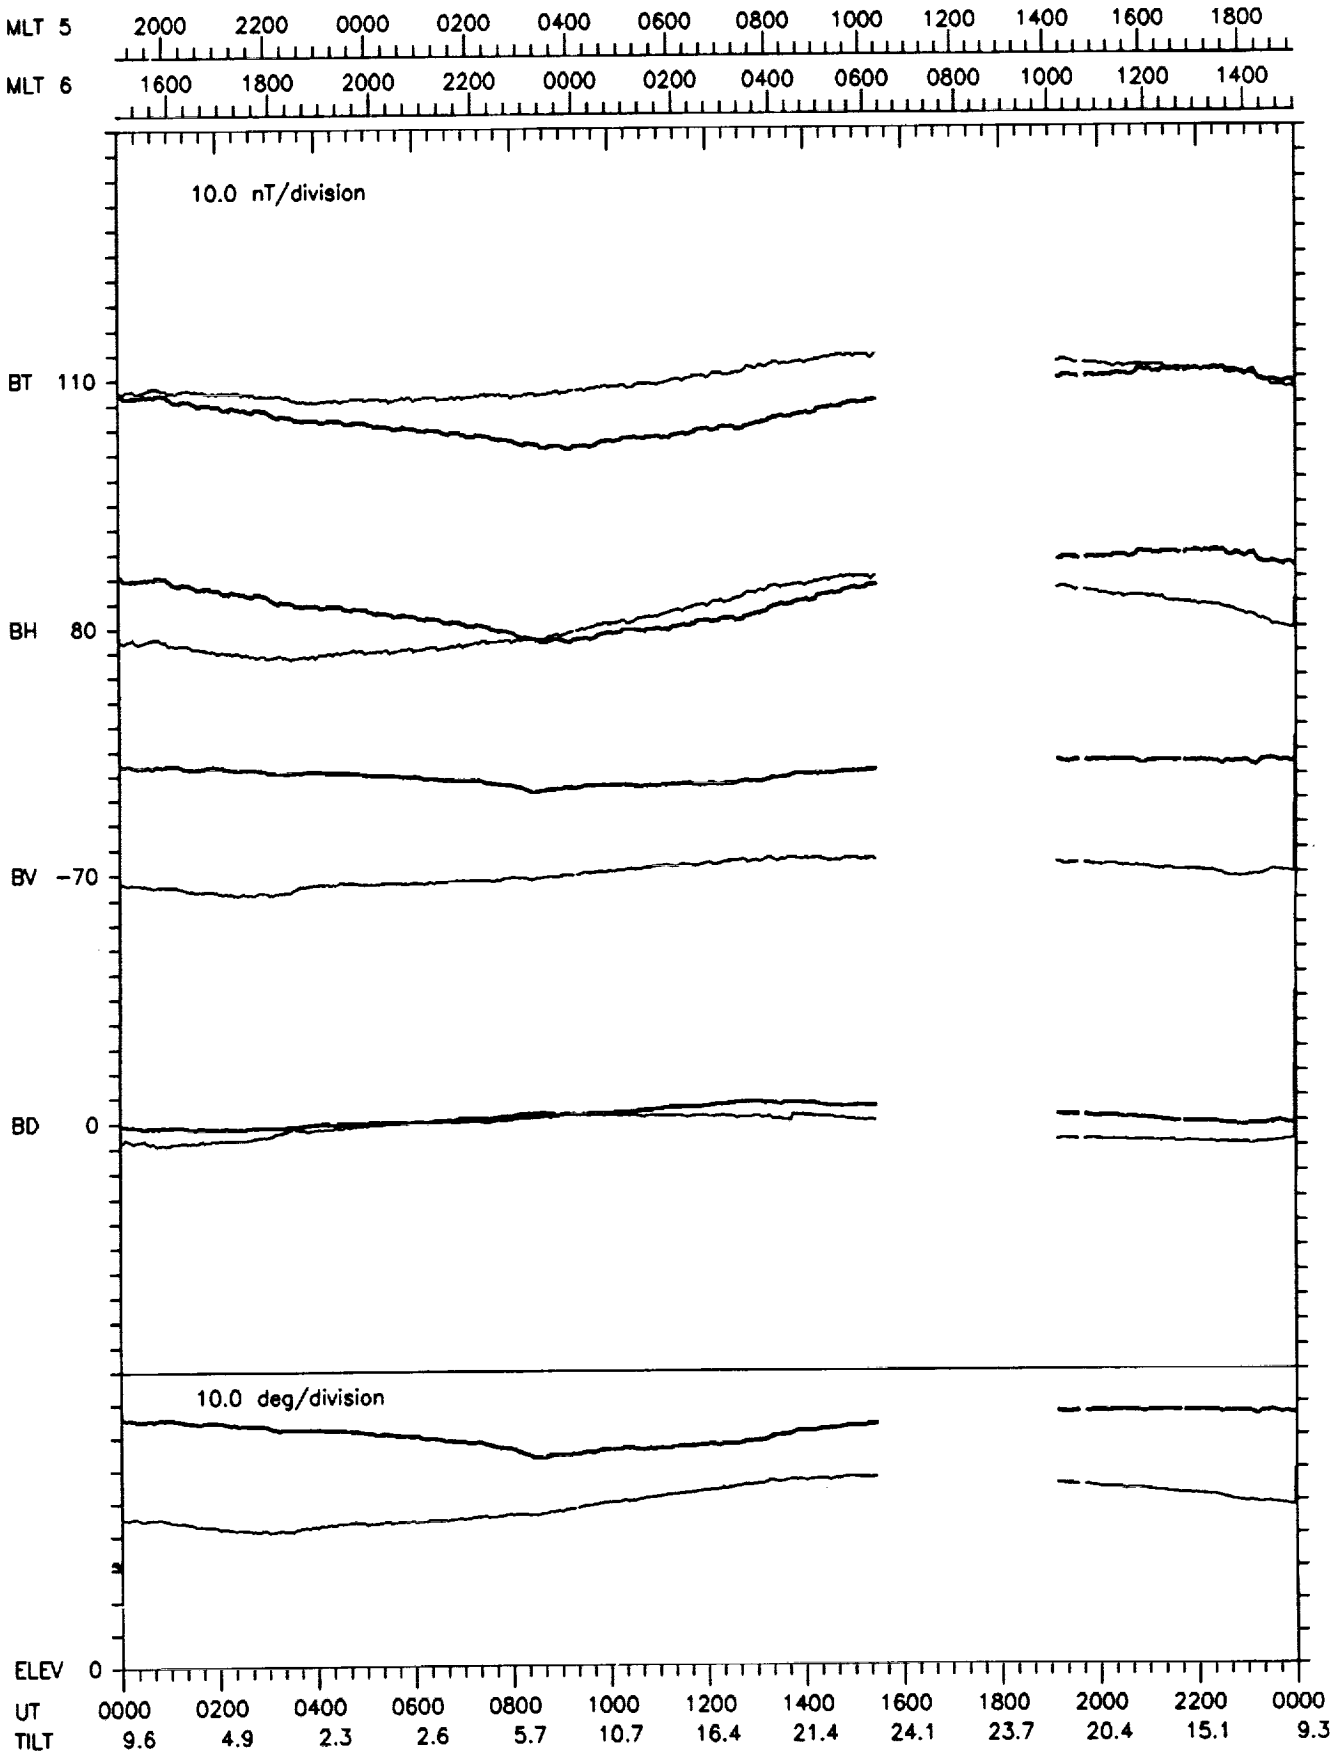 MLT 5 2000 2200 0000 0200 0400 0600 0800 1000 1200 1400 1600 1800
MLT 6 1600 1800 2000 2200 0000 0200 0400 0600 0800 1000 1200 1400
10.0 nT/division
BT 110
BH 80
BV -70
BD 0
10.0 deg/division
ELEV 0
UT 0000 0200 0400 0600 0800 1000 1200 1400 1600 1800 2000 2200 0000
TILT 9.6 4.9 2.3 2.6 5.7 10.7 16.4 21.4 24.1 23.7 20.4 15.1 9.3